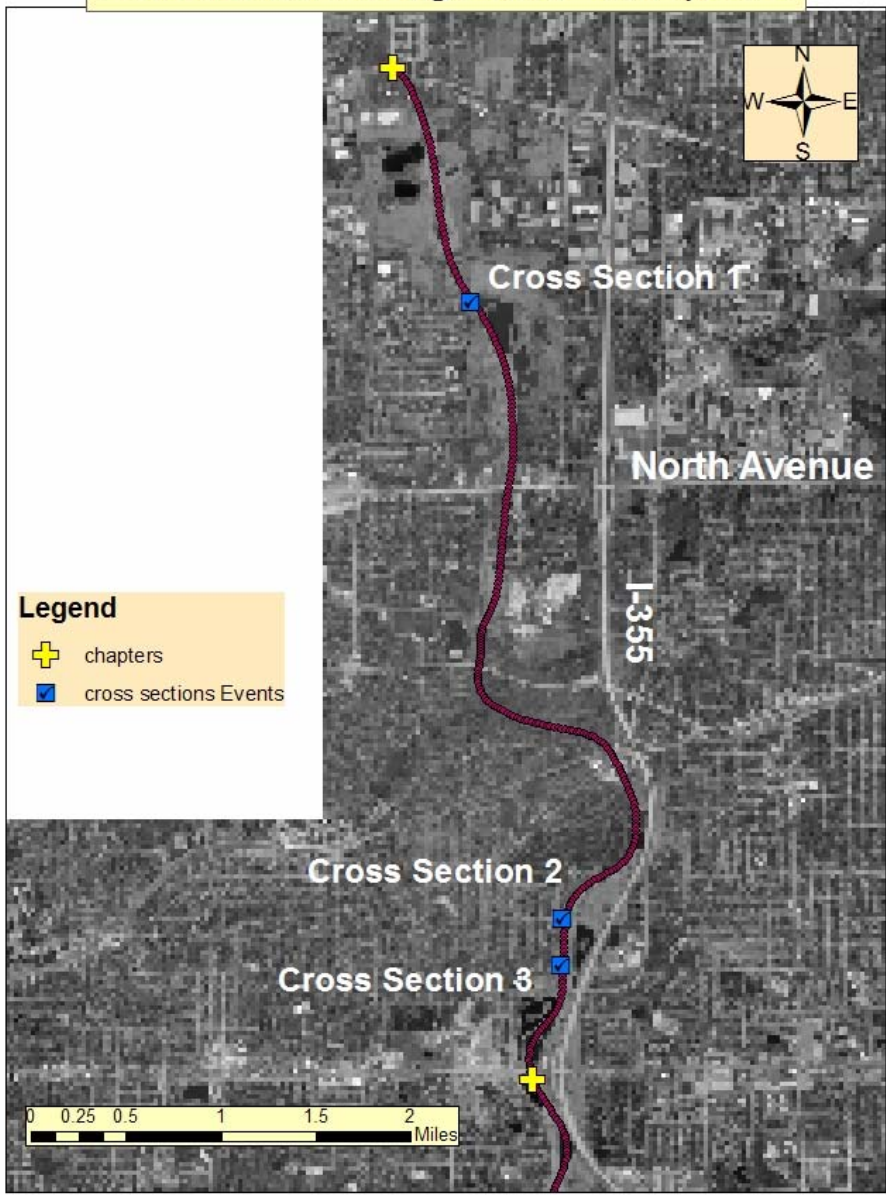 N
W E
S
Cross Section 1
North Avenue
I-355
Legend
chapters
cross sections Events
Cross Section 2
Cross Section 3
0 0.25 0.5 1 1.5 2
Miles